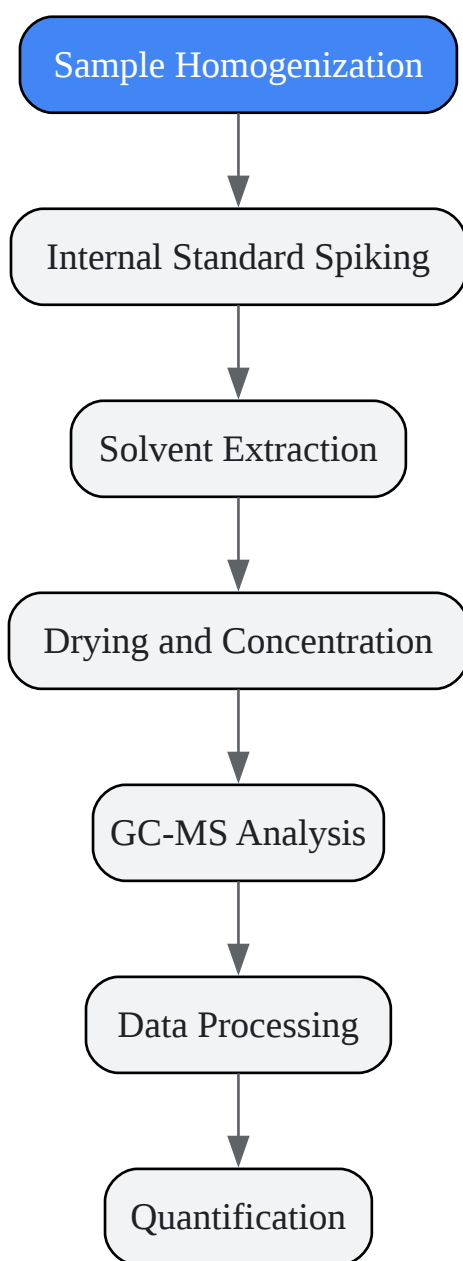 Sample Homogenization
Internal Standard Spiking
Solvent Extraction
Drying and Concentration
GC-MS Analysis
Data Processing
Quantification